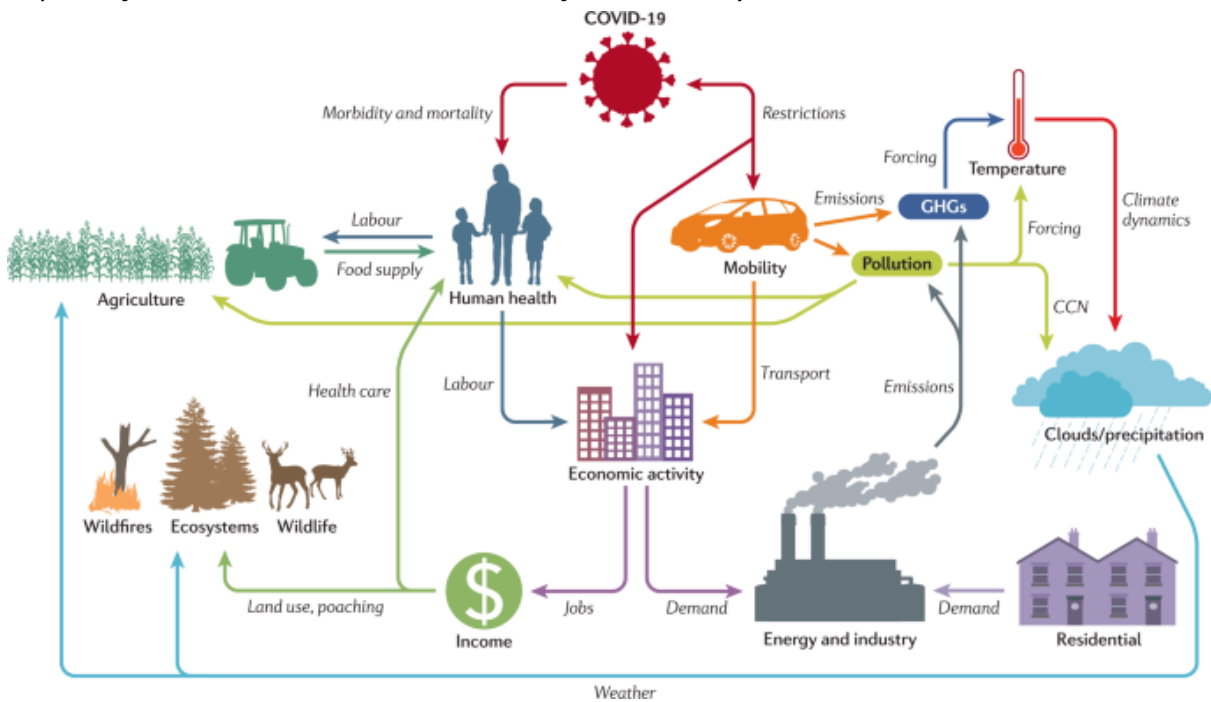 COVID-19
Morbidity and mortality
Restrictions
Forcing
Temperature
Emissions
GHGs
Climate
dynamics
Labour
Forcing
Food supply
Mobility
Pollution
Agriculture
Human health
CCN
Health care
Labour
Transport
Emissions
Clouds/precipitation
Economic activity
Wildfires
Ecosystems
Wildlife
Land use, poaching
Jobs
Demand
Demand
Income
Energy and industry
Residential
Weather